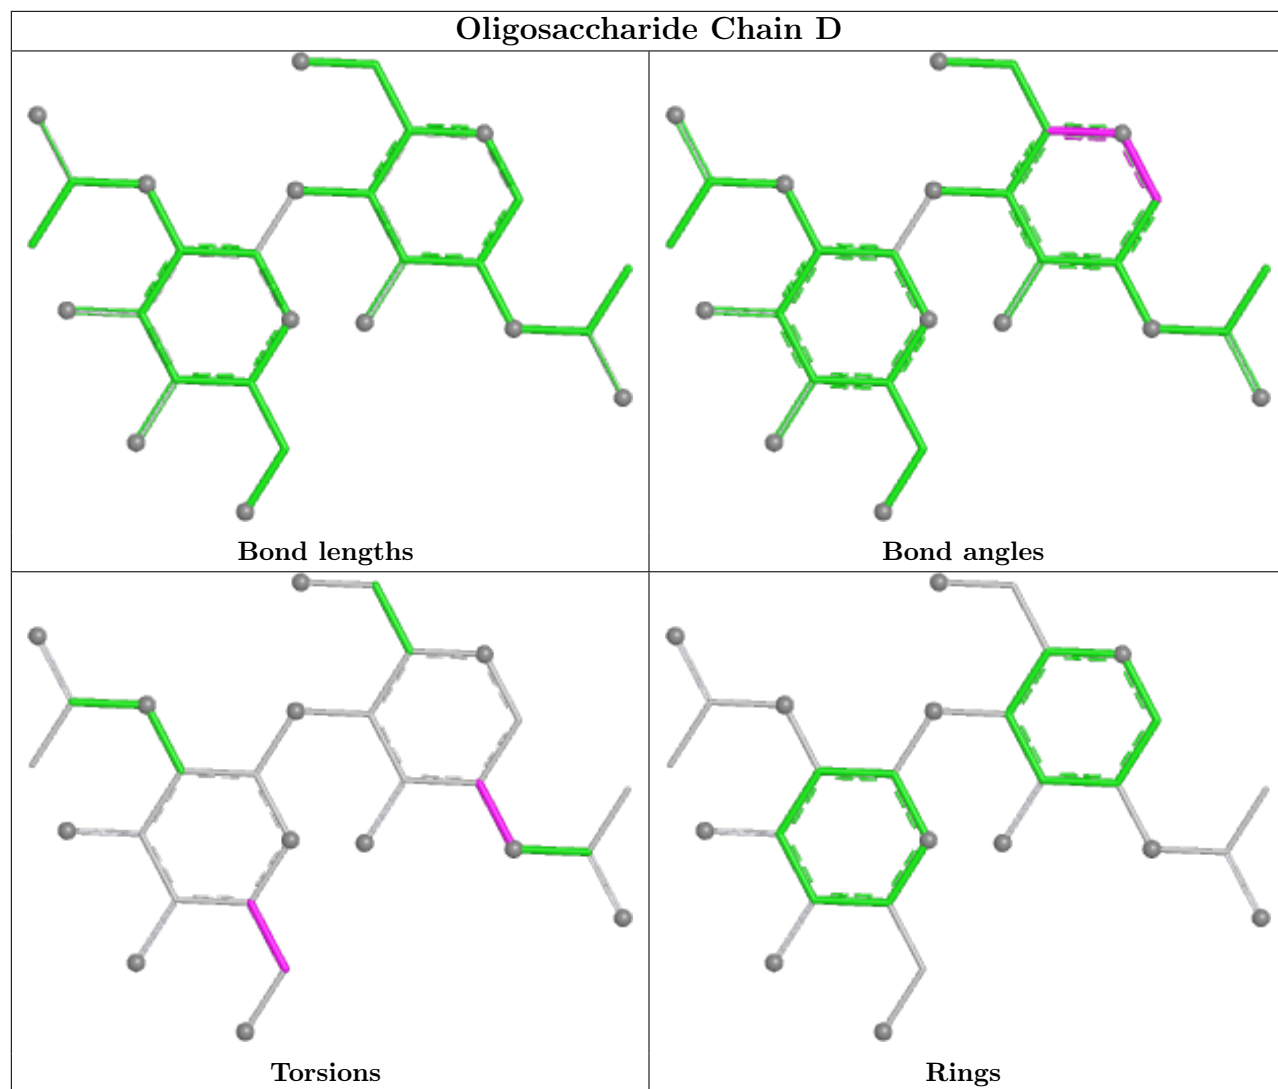 Oligosaccharide Chain D
Bond lengths
Bond angles
Torsions
Rings